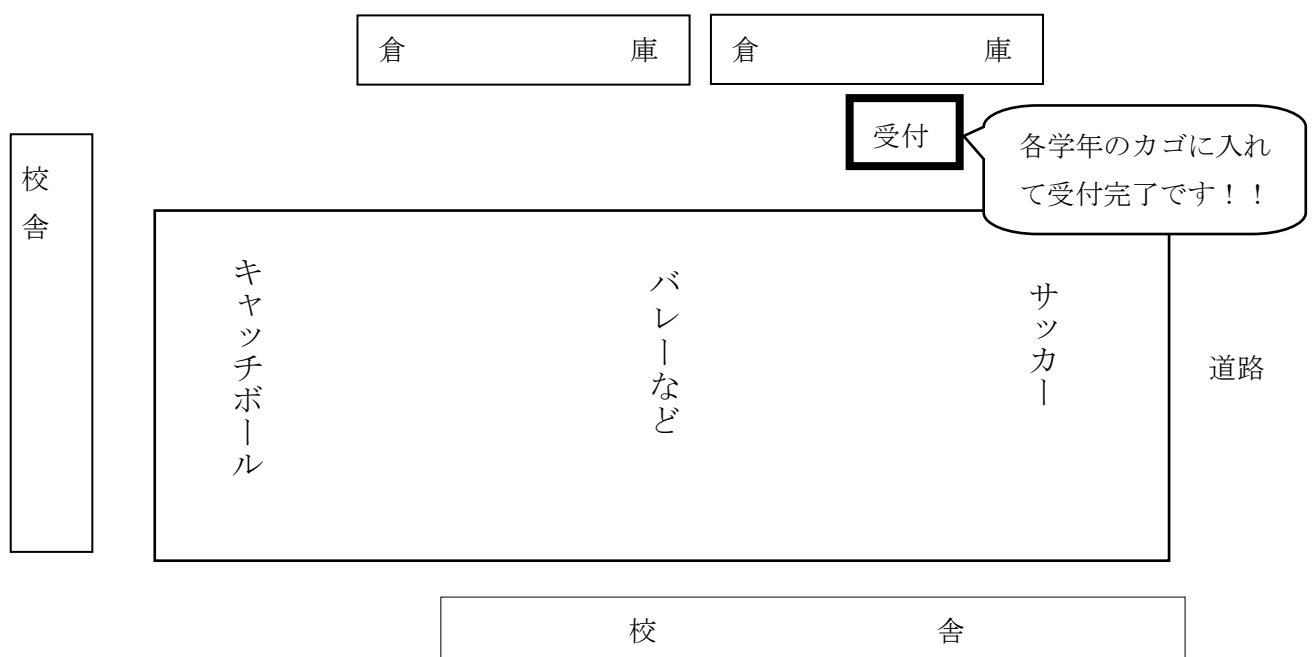 倉庫
倉庫
受付
各学年のカゴに入れ
て受付完了です！！
校舎
キャッチボール
バレーなど
サッカー
道路
校舎